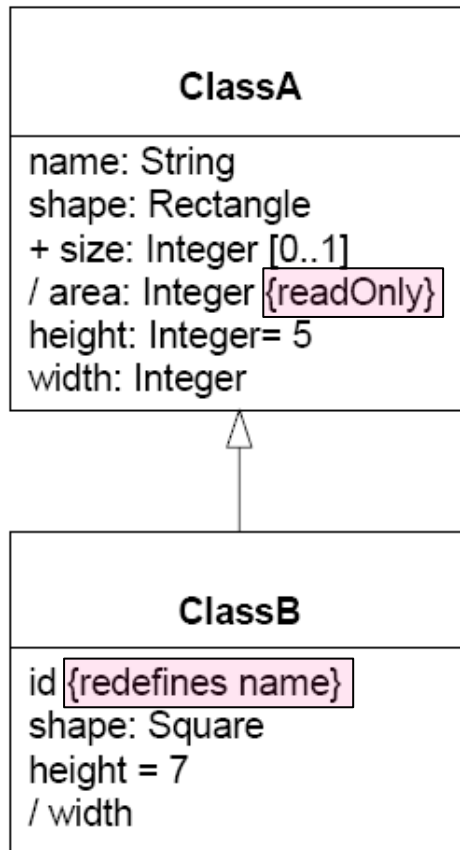 ClassA
name: String
shape: Rectangle
+ size: Integer [0..1]
/ area: Integer {readOnly}
height: Integer= 5
width: Integer
ClassB
id {redefines name}
shape: Square
height = 7
/ width